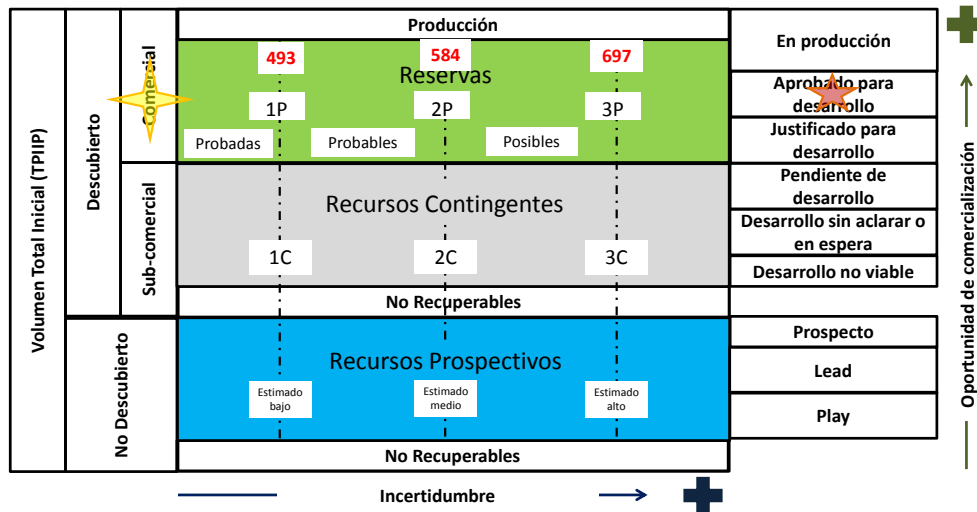 Volumen Total Inicial (TPIIP)
Descubierto
No Descubierto
Comercial
Sub-comercial
Producción
493
584
697
Reservas
1P
2P
3P
Probadas
Probables
Posibles
Recursos Contingentes
1C
2C
3C
No Recuperables
Recursos Prospectivos
Estimado
bajo
Estimado
medio
Estimado
alto
No Recuperables
En producción
Aprobado para
desarrollo
Justificado para
desarrollo
Pendiente de
desarrollo
Desarrollo sin aclarar o
en espera
Desarrollo no viable
Prospecto
Lead
Play
Oportunidad de comercialización
Incertidumbre